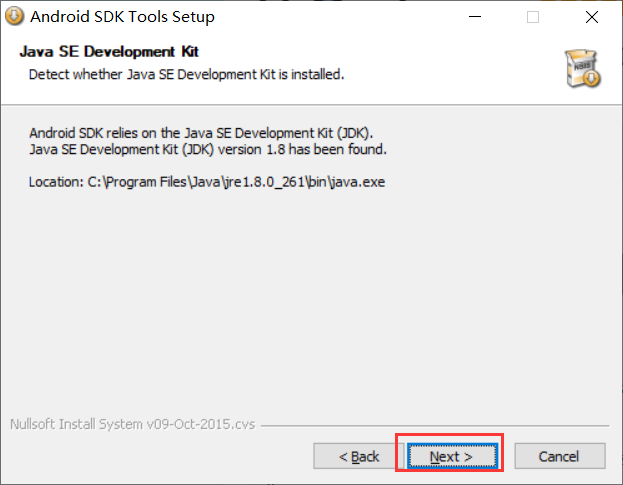 Android SDK Tools Setup
Java SE Development Kit
Detect whether Java SE Development Kit is installed.
Android SDK relies on the Java SE Development Kit (JDK).
Java SE Development Kit (JDK) version 1.8 has been found.
Location: C:\Program Files\Java\jre1.8.0_261\bin\java.exe
Nullsoft Install System v09-Oct-2015.cvs
< Back Next > Cancel